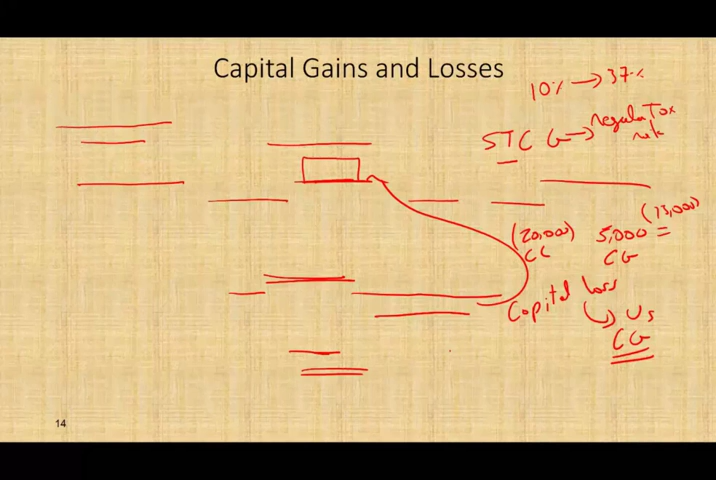 Capital Gains and Losses
10% → 37%
STC G → regular Tax rate
(15,000)
(20,000) 5,000 =
CL CG
Capital loss
Vs
CG
14